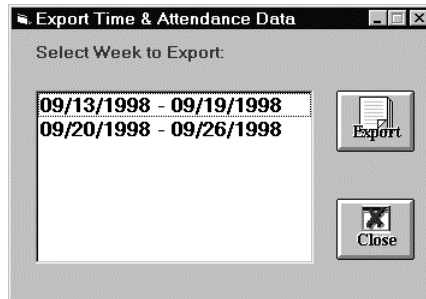 Export Time & Attendance Data
Select Week to Export:
09/13/1998 - 09/19/1998
09/20/1998 - 09/26/1998
Export
Close